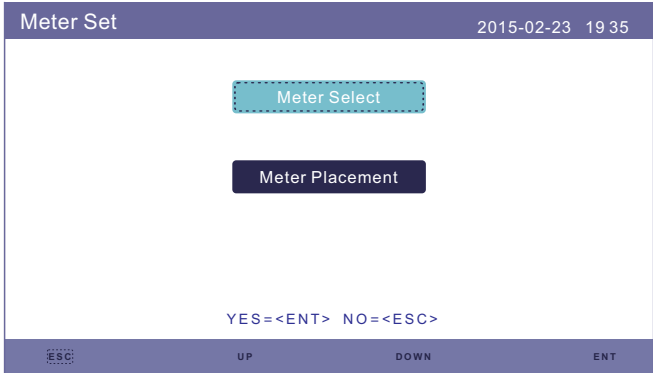 Meter Set 2015-02-23 19 35
Meter Select
Meter Placement
YES=<ENT> NO=<ESC>
ESC UP DOWN ENT